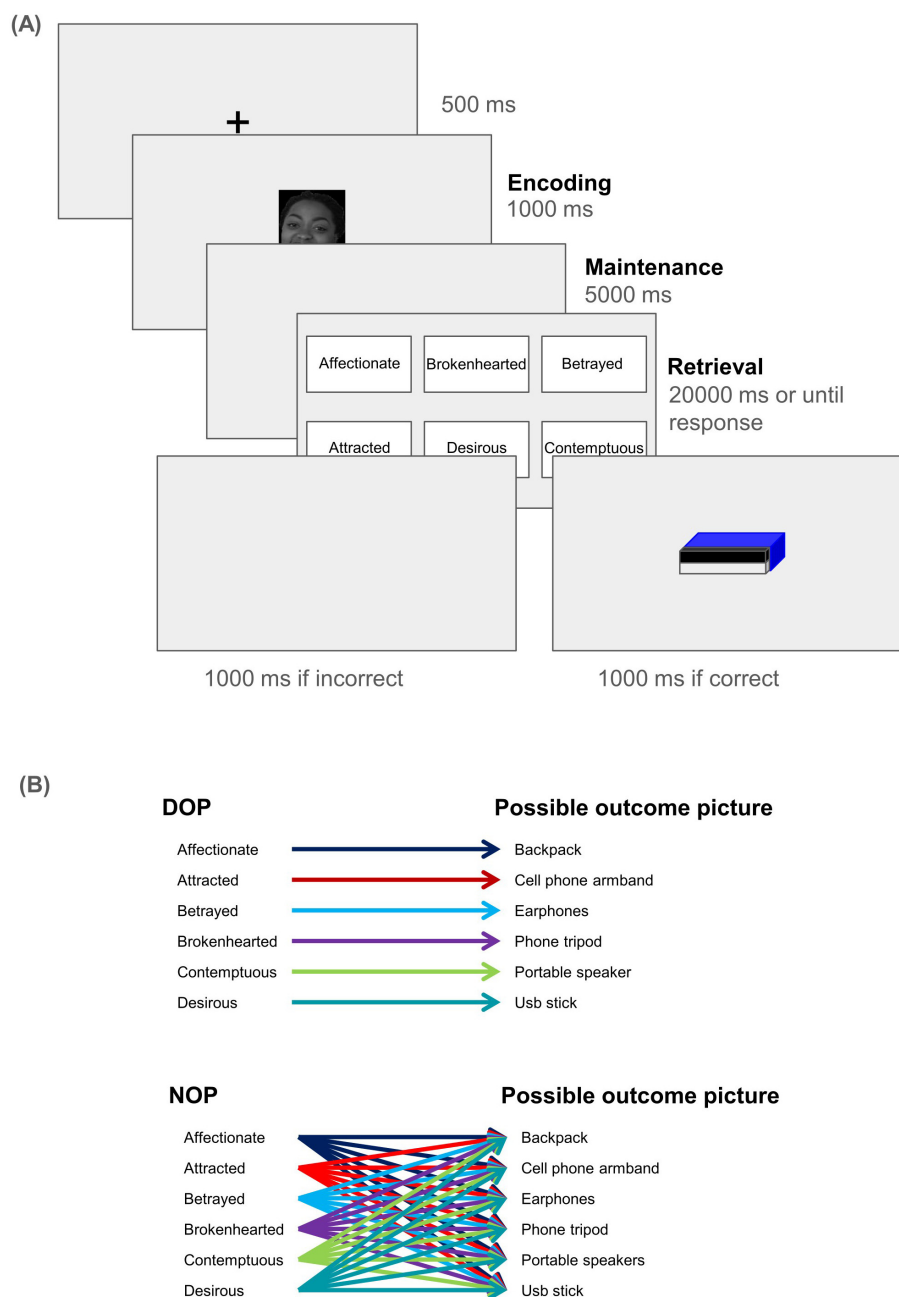 (A)
+
500 ms
Encoding
1000 ms
Maintenance
5000 ms
Affectionate Brokenhearted Betrayed
Retrieval
20000 ms or until
response
Attracted Desirous Contemptuous
1000 ms if incorrect 1000 ms if correct
(B)
DOP Possible outcome picture
Affectionate Backpack
Attracted Cell phone armband
Betrayed Earphones
Brokenhearted Phone tripod
Contemptuous Portable speaker
Desirous Usb stick
NOP Possible outcome picture
Affectionate Backpack
Attracted Cell phone armband
Betrayed Earphones
Brokenhearted Phone tripod
Contemptuous Portable speakers
Desirous Usb stick